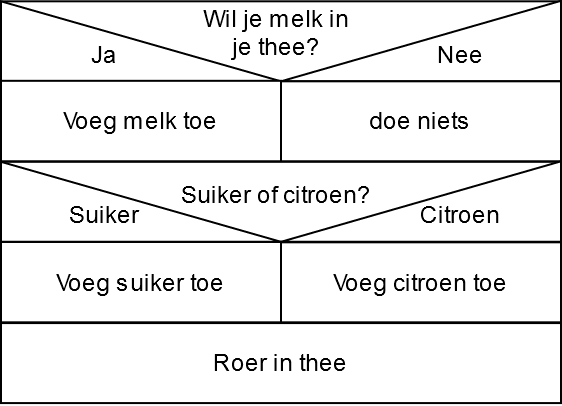 Wil je melk in
je thee?
Ja
Nee
Voeg melk toe
doe niets
Suiker of citroen?
Suiker
Citroen
Voeg suiker toe
Voeg citroen toe
Roer in thee